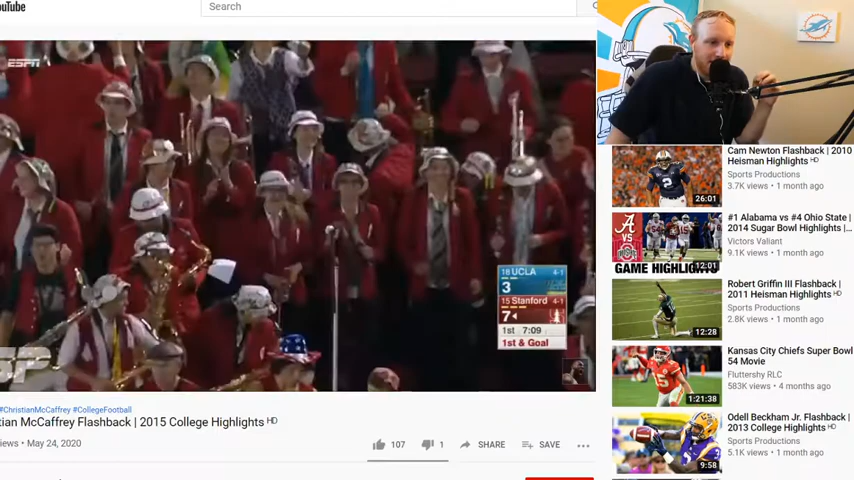 ouTube
Search
ESPN
18 UCLA 4-1
3
15 Stanford 4-1
7
1st 7:09
1st & Goal
#ChristianMcCaffrey #CollegeFootball
tian McCaffrey Flashback | 2015 College Highlights HD
iews • May 24, 2020
107
1
SHARE
SAVE
Cam Newton Flashback | 2010
Heisman Highlights HD
Sports Productions
3.7K views • 1 month ago
26:01
#1 Alabama vs #4 Ohio State |
2014 Sugar Bowl Highlights |...
Victors Valiant
9.1K views • 1 month ago
VS
GAME HIGHLIGHTS
12:01
Robert Griffin III Flashback |
2011 Heisman Highlights HD
Sports Productions
2.8K views • 1 month ago
12:28
Kansas City Chiefs Super Bowl
54 Movie
Fluttershy RLC
583K views • 4 months ago
1:21:38
Odell Beckham Jr. Flashback |
2013 College Highlights HD
Sports Productions
5.1K views • 1 month ago
9:58